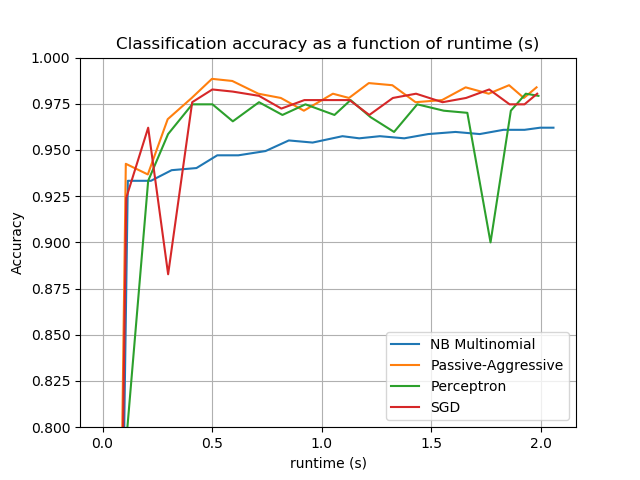 Classification accuracy as a function of runtime (s)
1.000
0.975
0.950
0.925
0.900
0.875
0.850
0.825
0.800
Accuracy
NB Multinomial
Passive-Aggressive
Perceptron
SGD
0.0 0.5 1.0 1.5 2.0
runtime (s)